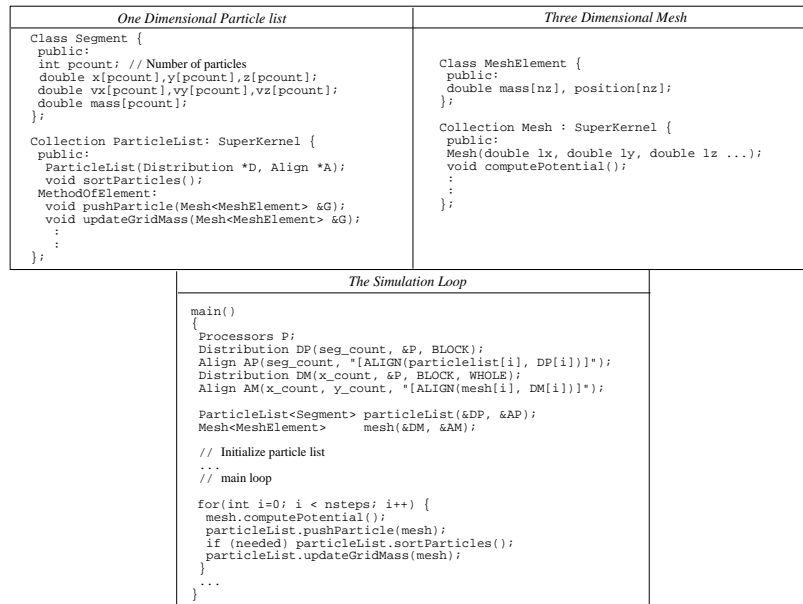 One Dimensional Particle list
Class Segment {
public:
int pcount; // Number of particles
double x[pcount],y[pcount],z[pcount];
double vx[pcount],vy[pcount],vz[pcount];
double mass[pcount];
};
Collection ParticleList: SuperKernel {
public:
ParticleList(Distribution *D, Align *A);
void sortParticles();
MethodOfElement:
void pushParticle(Mesh<MeshElement> &G);
void updateGridMass(Mesh<MeshElement> &G);
:
:
};
Three Dimensional Mesh
Class MeshElement {
public:
double mass[nz], position[nz];
};
Collection Mesh : SuperKernel {
public:
Mesh(double lx, double ly, double lz ...);
void computePotential();
:
:
};
The Simulation Loop
main()
{
Processors P;
Distribution DP(seg_count, &P, BLOCK);
Align AP(seg_count, "[ALIGN(particlelist[i], DP[i])]");
Distribution DM(x_count, &P, BLOCK, WHOLE);
Align AM(x_count, y_count, "[ALIGN(mesh[i], DM[i])]");
ParticleList<Segment> particleList(&DP, &AP);
Mesh<MeshElement> mesh(&DM, &AM);
// Initialize particle list
...
// main loop
for(int i=0; i < nsteps; i++) {
mesh.computePotential();
particleList.pushParticle(mesh);
if (needed) particleList.sortParticles();
particleList.updateGridMass(mesh);
}
...
}